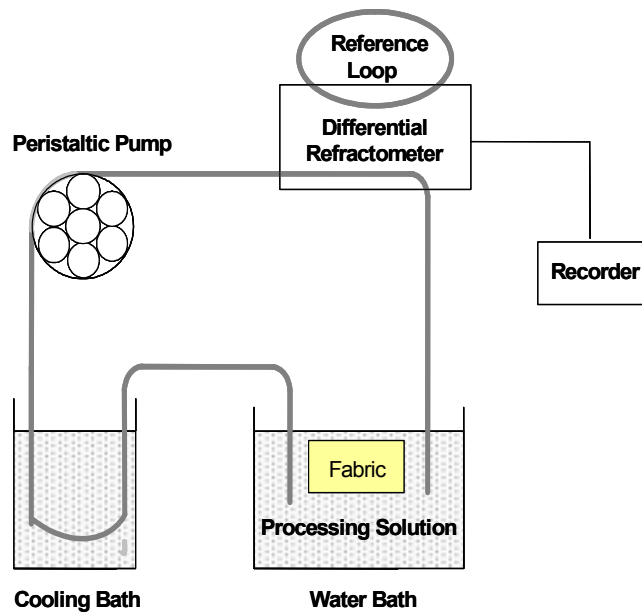 Reference
Loop
Differential
Refractometer
Peristaltic Pump
Recorder
Fabric
Processing Solution
Cooling Bath
Water Bath